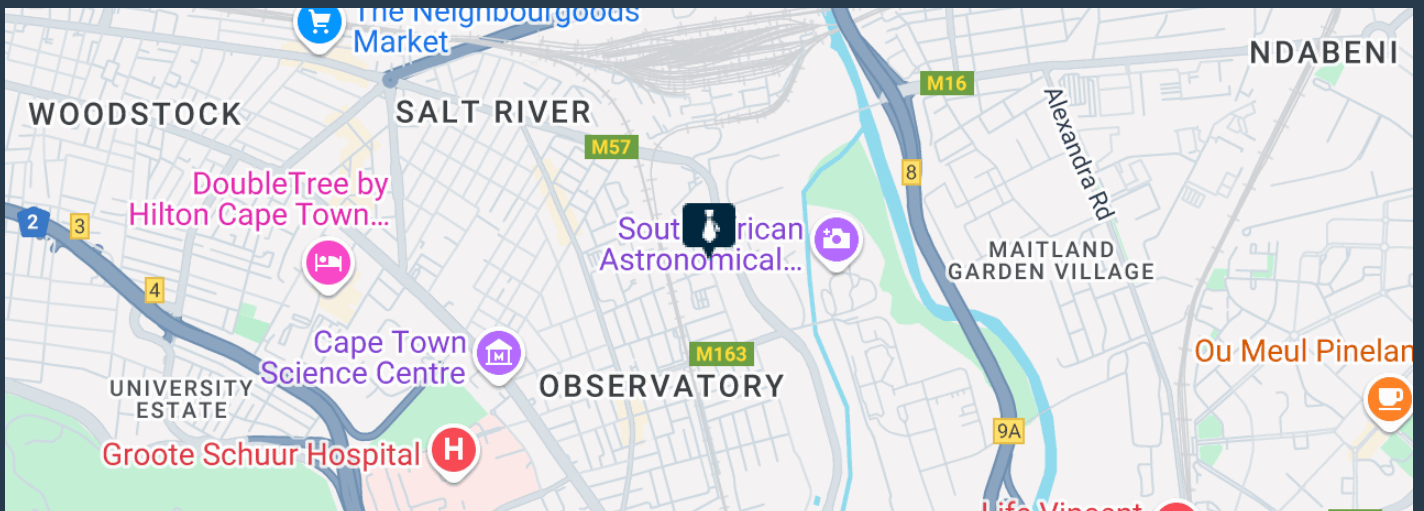 The Neighbourgoods
Market
NDABENI
M16
WOODSTOCK
SALT RIVER
Alexandra Rd
M57
8
DoubleTree by
Hilton Cape Town...
2
3
Astronomical...
MAITLAND
GARDEN VILLAGE
4
Cape Town
Science Centre
M163
Ou Meul
OBSERVATORY
UNIVERSITY
ESTATE
9A
Groote Schuur Hospital
H